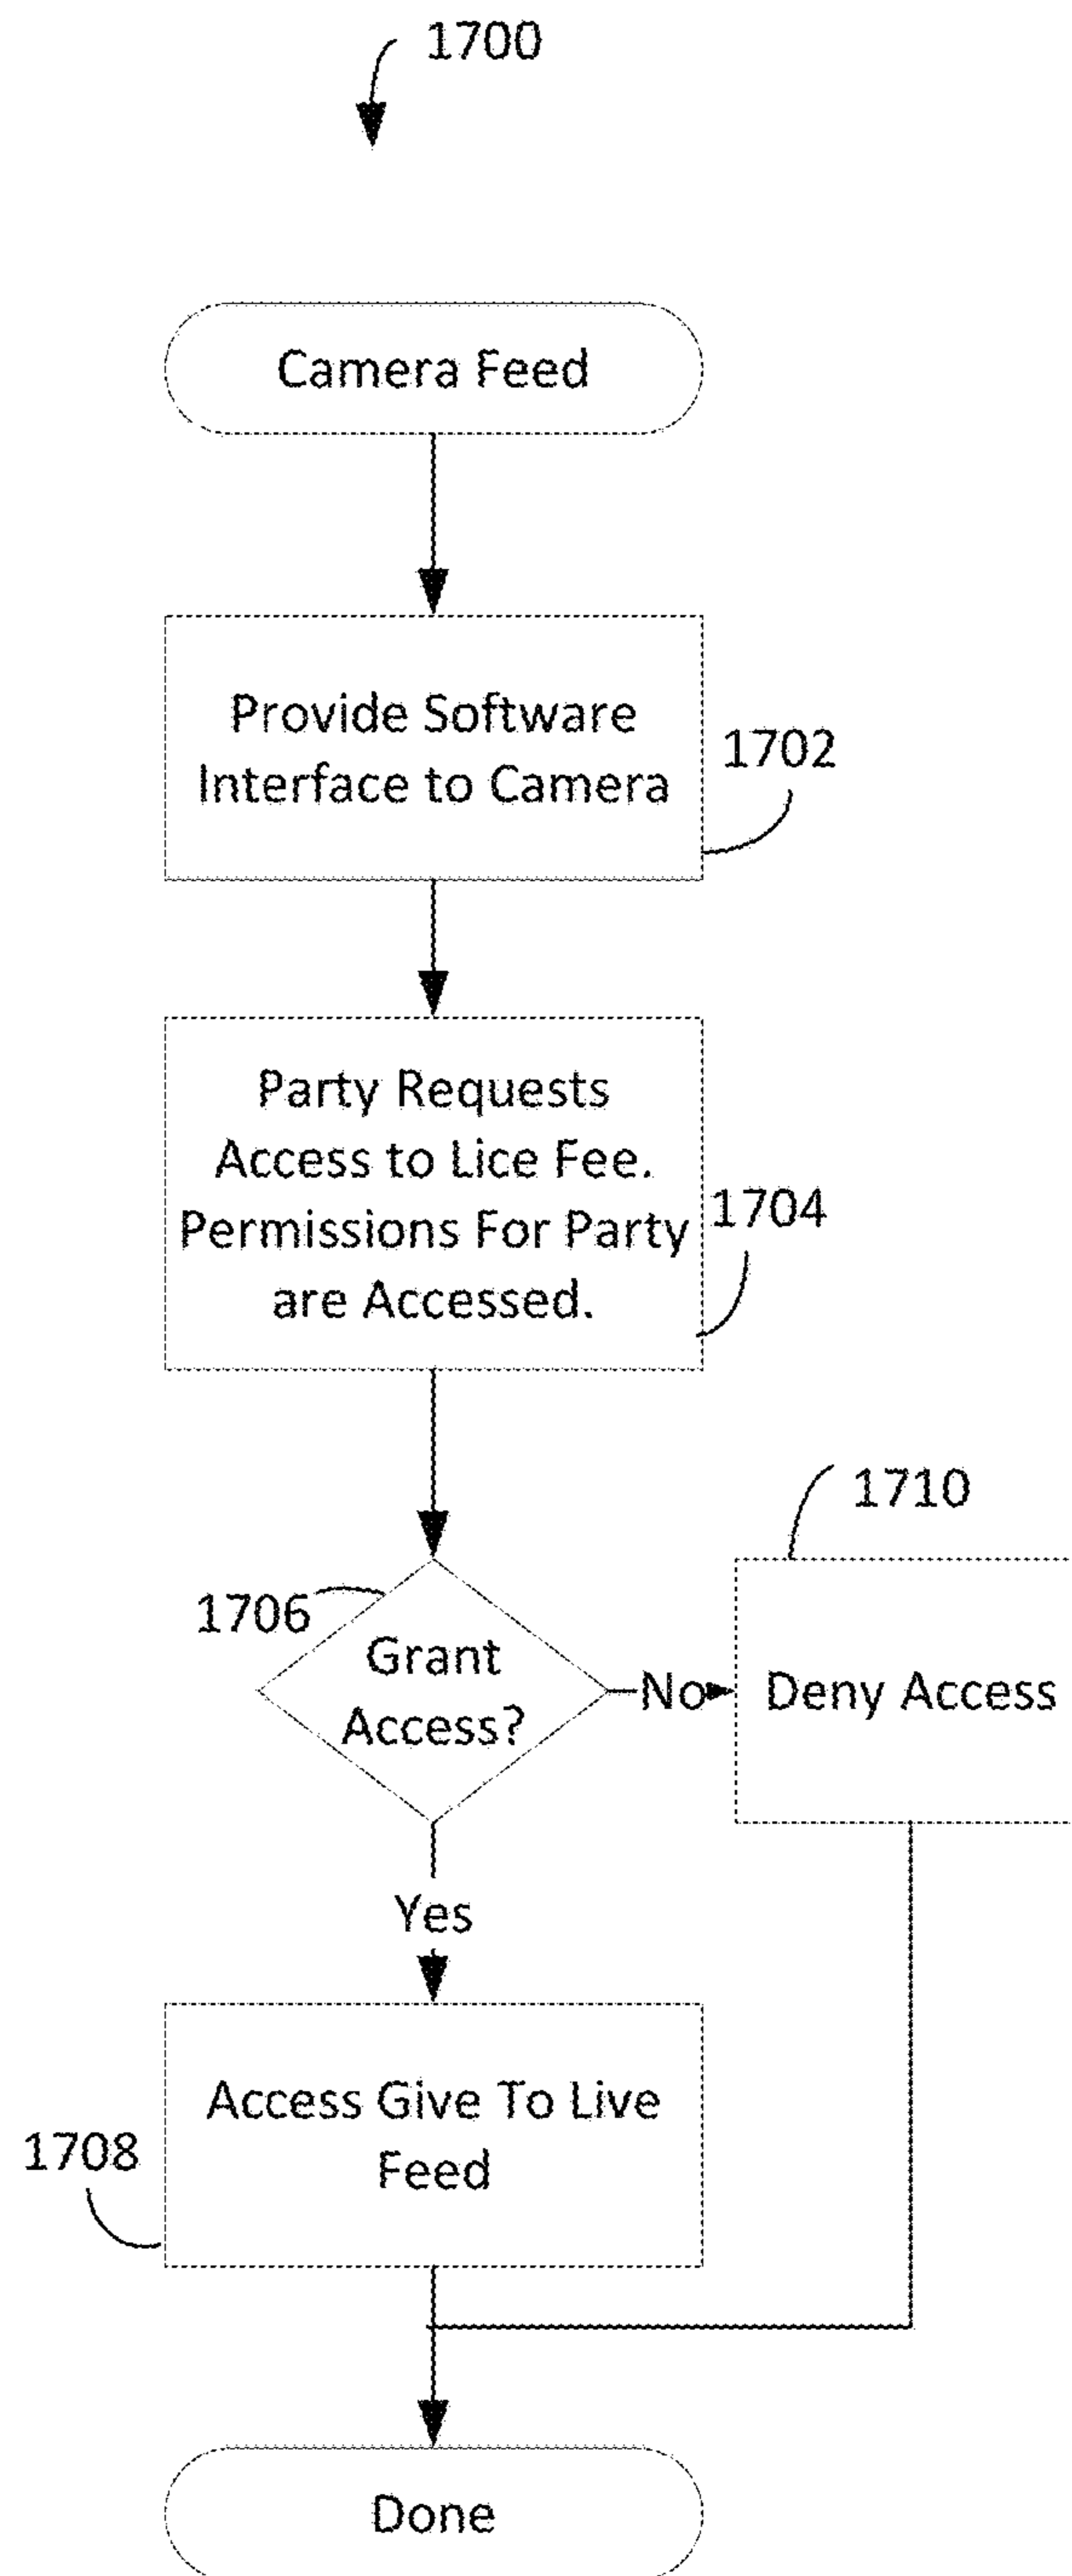 1700
Camera Feed
Provide Software
Interface to Camera
1702
Party Requests
Access to Lice Fee.
Permissions For Party
are Accessed.
1704
1710
1706
Grant
Access?
No
Deny Access
Yes
Access Give To Live
Feed
1708
Done